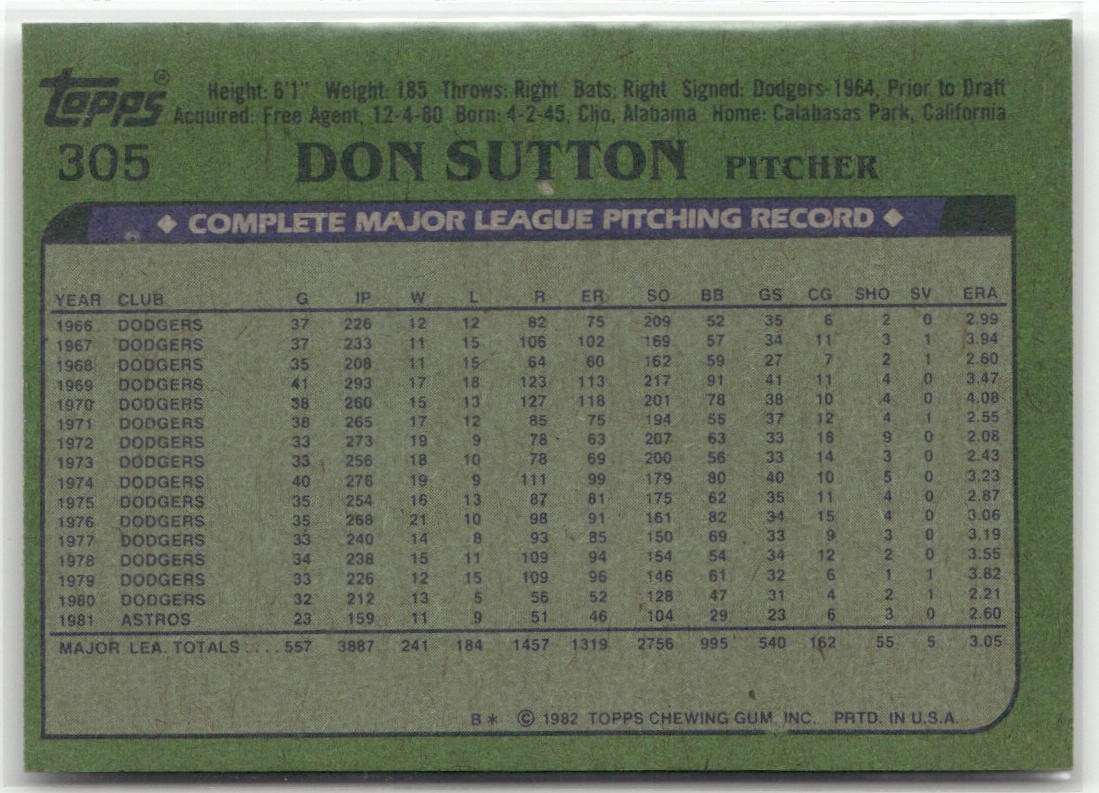 Topps®
Height: 6'1" Weight: 185 Throws: Right Bats: Right Signed: Dodgers-1964, Prior to Draft
Acquired: Free Agent, 12-4-80 Born: 4-2-45, Clio, Alabama Home: Calabasas Park, California
305 DON SUTTON PITCHER
◆ COMPLETE MAJOR LEAGUE PITCHING RECORD ◆
YEAR CLUB G IP W L R ER SO BB GS CG SHO SV ERA
1966 DODGERS 37 226 12 12 82 75 209 52 35 6 2 0 2.99
1967 DODGERS 37 233 11 15 106 102 169 57 34 11 3 1 3.94
1968 DODGERS 35 208 11 15 64 60 162 59 27 7 2 1 2.60
1969 DODGERS 41 293 17 18 123 113 217 91 41 11 4 0 3.47
1970 DODGERS 38 260 15 13 127 118 201 78 38 10 4 0 4.08
1971 DODGERS 38 265 17 12 85 75 194 55 37 12 4 1 2.55
1972 DODGERS 33 273 19 9 78 63 207 63 33 18 9 0 2.08
1973 DODGERS 33 256 18 10 78 69 200 56 33 14 3 0 2.43
1974 DODGERS 40 276 19 9 111 99 179 80 40 10 5 0 3.23
1975 DODGERS 35 254 16 13 87 81 175 62 35 11 4 0 2.87
1976 DODGERS 35 268 21 10 98 91 161 82 34 15 4 0 3.06
1977 DODGERS 33 240 14 8 93 85 150 69 33 9 3 0 3.19
1978 DODGERS 34 238 15 11 109 94 154 54 34 12 2 0 3.55
1979 DODGERS 33 226 12 15 109 96 146 61 32 6 1 1 3.82
1980 DODGERS 32 212 13 5 56 52 128 47 31 4 2 1 2.21
1981 ASTROS 23 159 11 9 51 46 104 29 23 6 3 0 2.60
MAJOR LEA. TOTALS .... 557 3887 241 184 1457 1319 2756 995 540 162 55 5 3.05
B* © 1982 TOPPS CHEWING GUM, INC. PRTD. IN U.S.A.